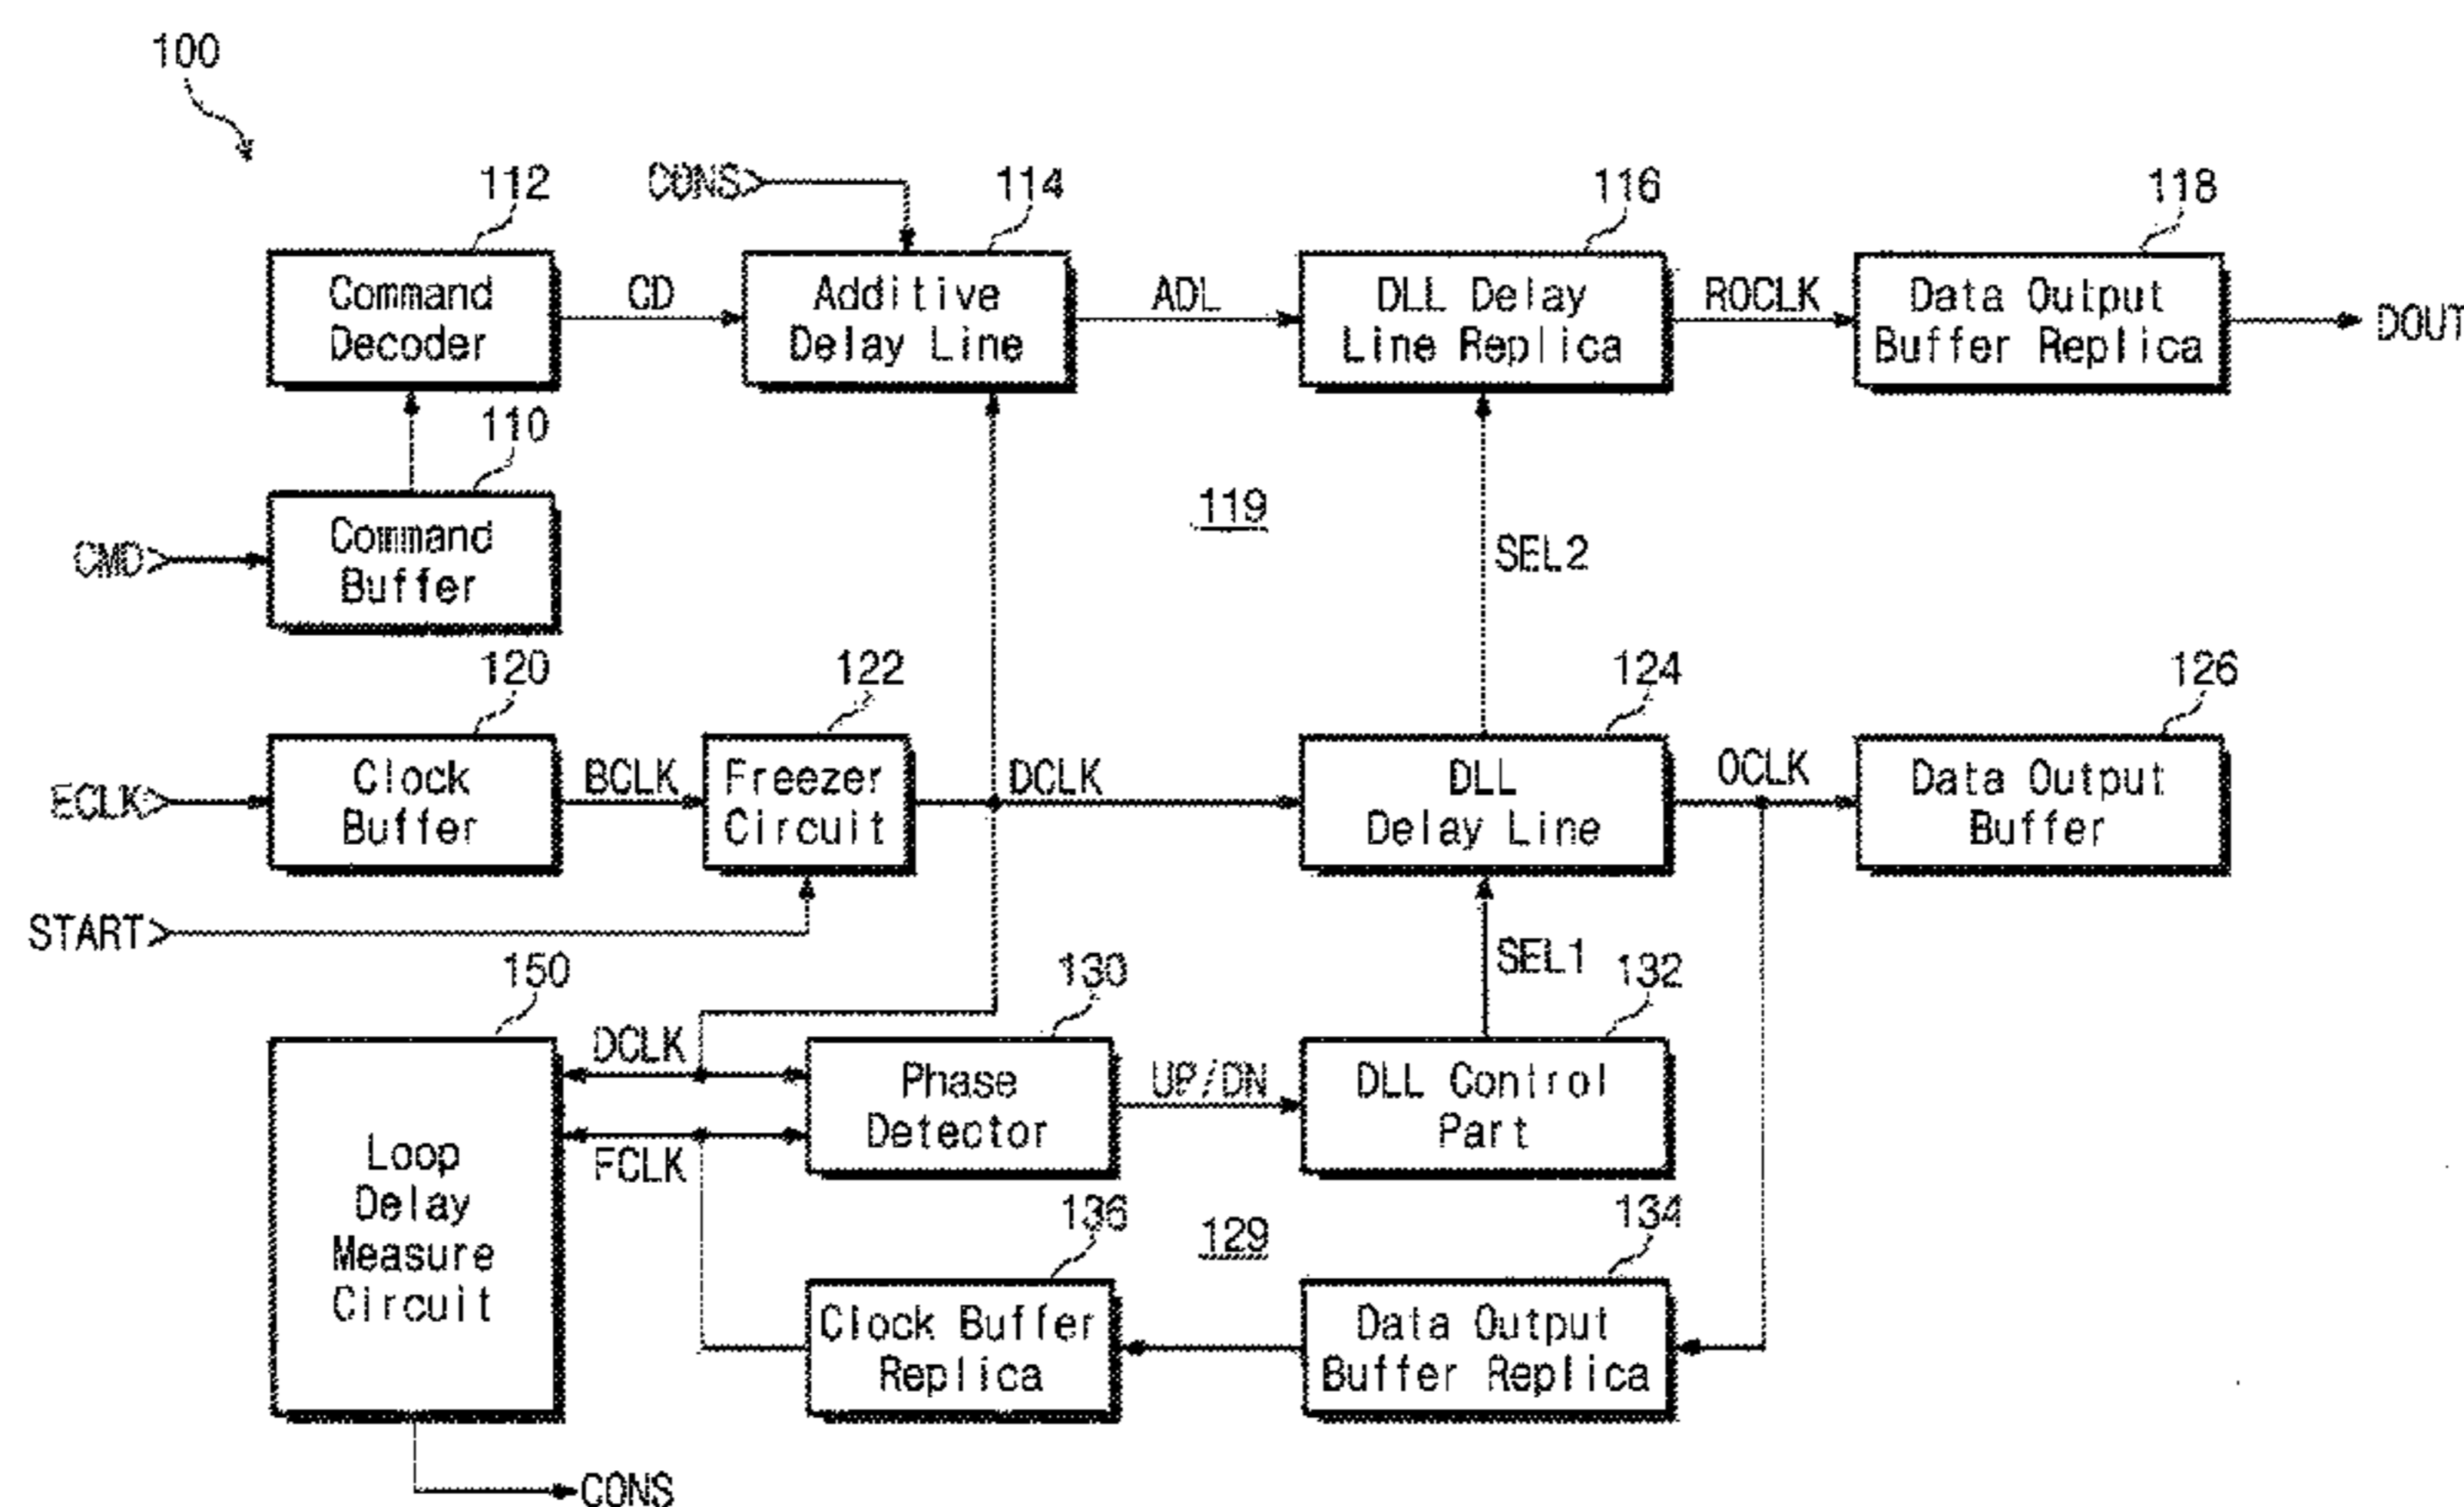 100
112
CONS
114
116
118
Command
Decoder
CD
Additive
Delay Line
ADL
DLL Delay
Line Replica
ROCLK
Data Output
Buffer Replica
DOUT
110
CMD
Command
Buffer
119
SEL2
120
122
124
126
ECLK
Clock
Buffer
BCLK
Freezer
Circuit
DCLK
DLL
Delay Line
OCLK
Data Output
Buffer
START
150
130
SEL1
132
Loop
Delay
Measure
Circuit
DCLK
FCLK
Phase
Detector
UP/DN
DLL Control
Part
136
129
134
Clock Buffer
Replica
Data Output
Buffer Replica
CONS